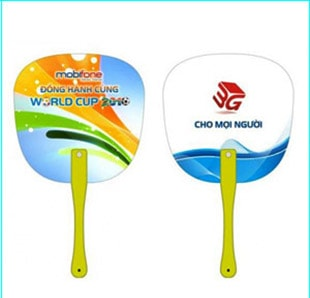 mobifone
ĐỒNG HÀNH CÙNG
WORLD CUP 2010
3G
CHO MỌI NGƯỜI